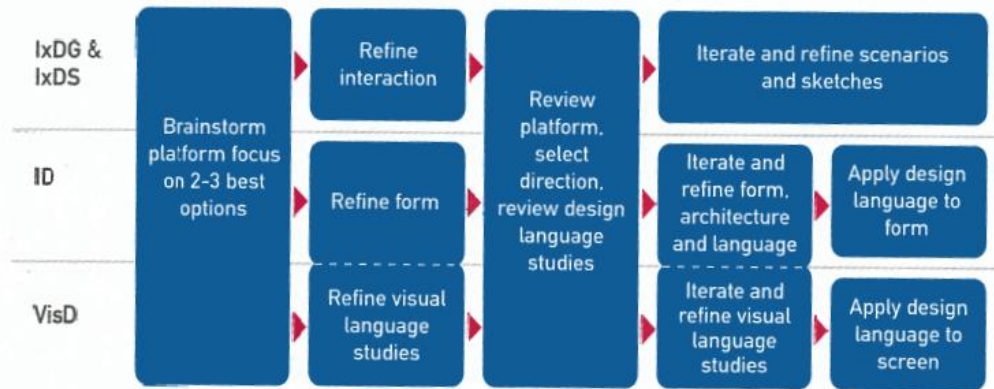 IxDG &
IxDS
Refine
interaction
Iterate and refine scenarios
and sketches
Brainstorm
platform focus
on 2-3 best
options
Review
platform,
select
direction,
review design
language
studies
ID
Refine form
Iterate and
refine form,
architecture
and language
Apply design
language to
form
VisD
Refine visual
language
studies
Iterate and
refine visual
language
studies
Apply design
language to
screen